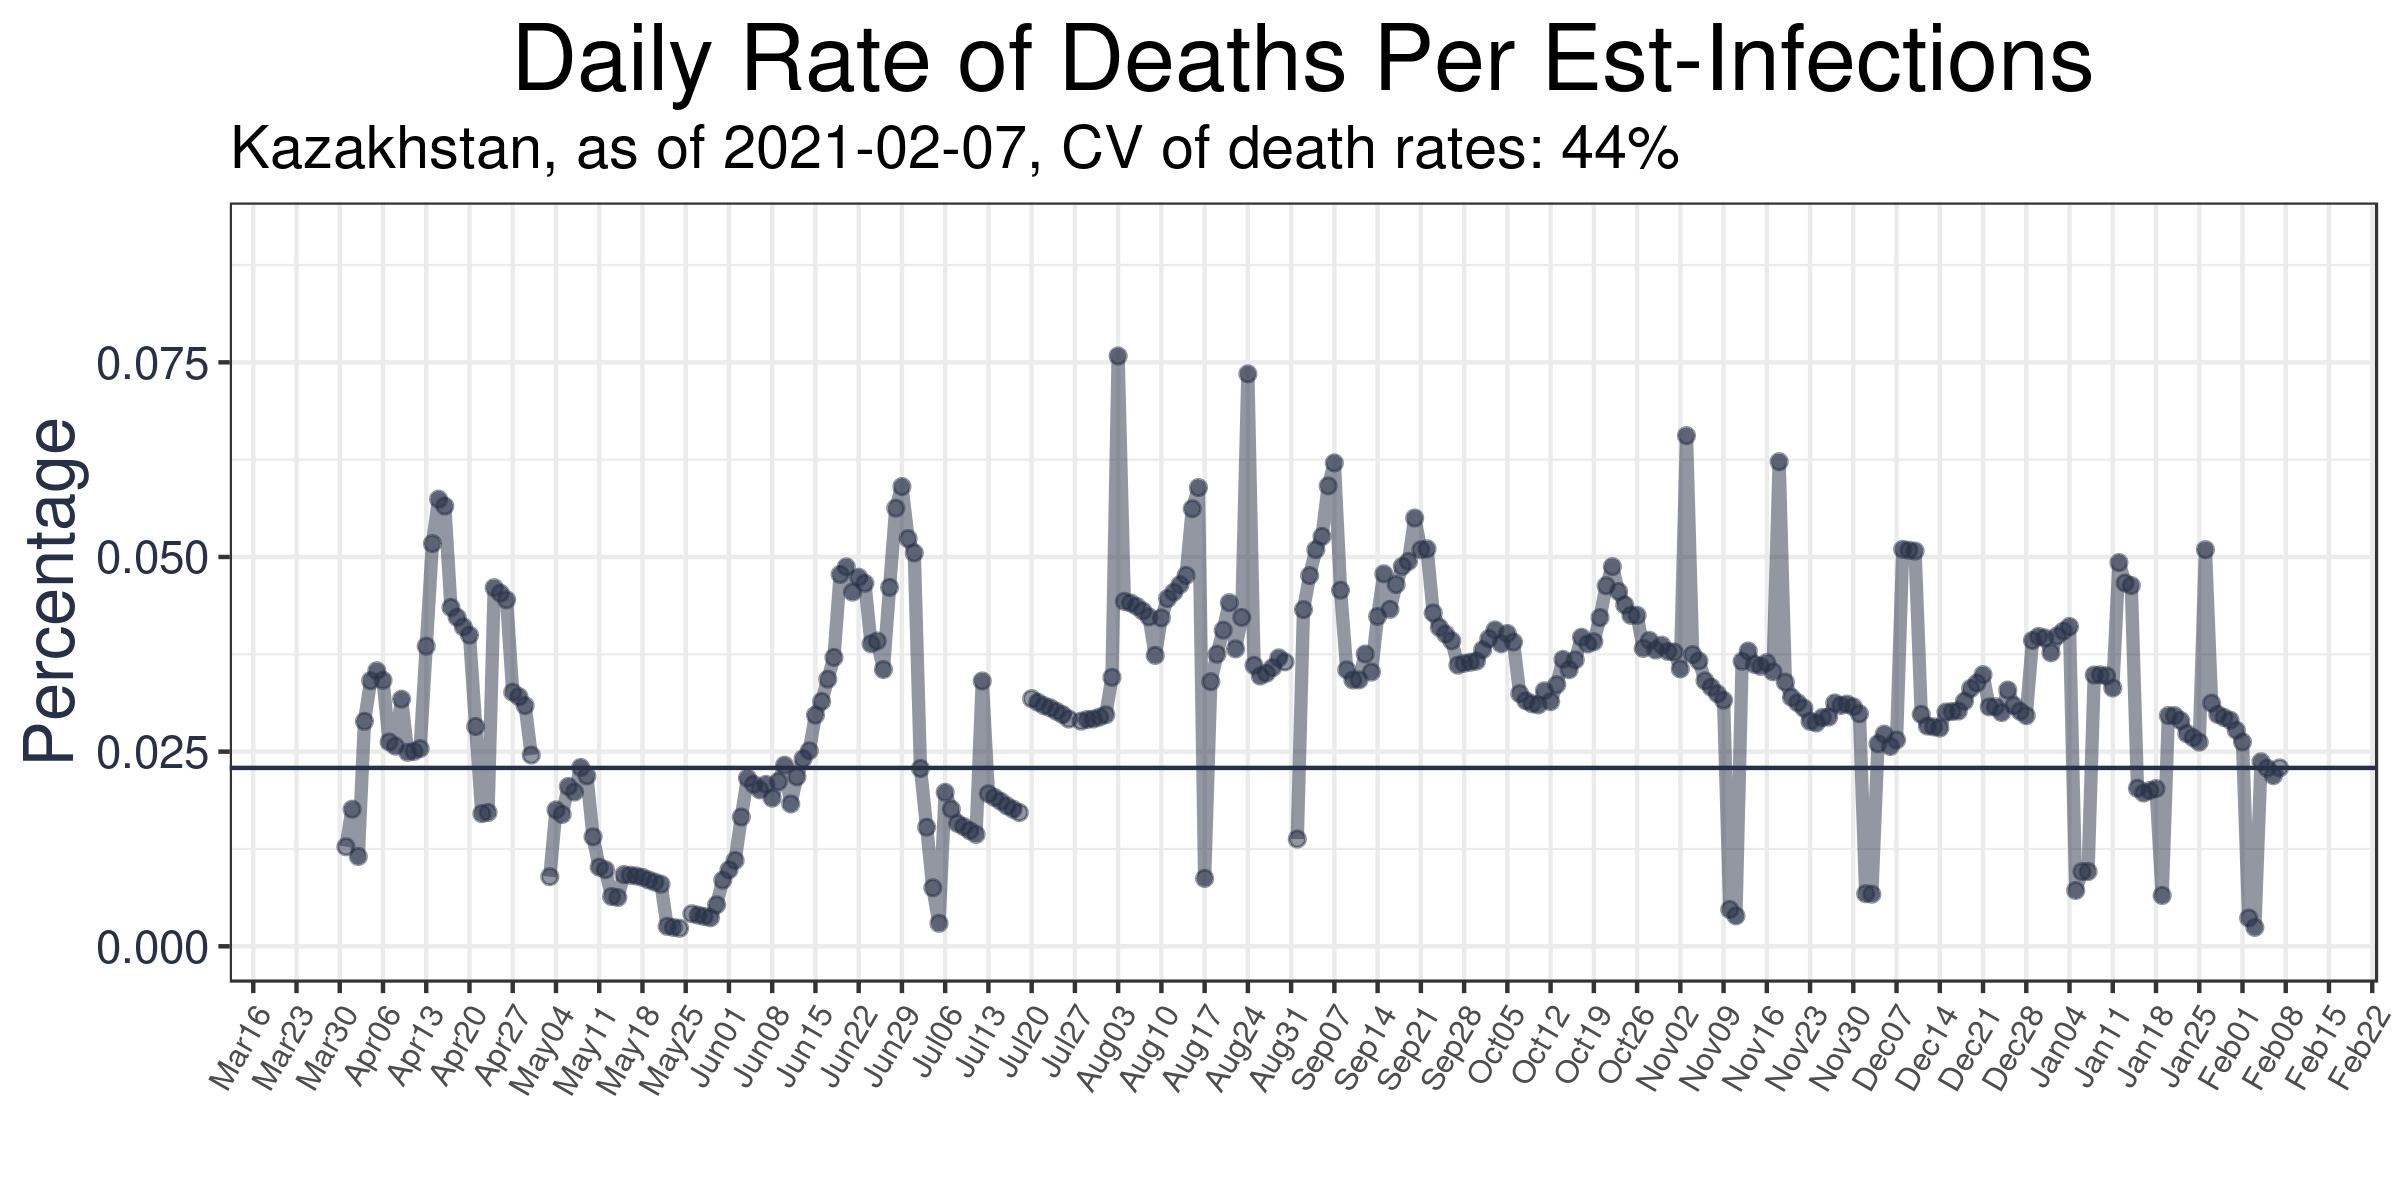 Daily Rate of Deaths Per Est-Infections
Kazakhstan, as of 2021-02-07, CV of death rates: 44%
Percentage
0.075
0.050
0.025
0.000
Mar16
Mar23
Mar30
Apr06
Apr13
Apr20
Apr27
May04
May11
May18
May25
Jun01
Jun08
Jun15
Jun22
Jun29
Jul06
Jul13
Jul20
Jul27
Aug03
Aug10
Aug17
Aug24
Aug31
Sep07
Sep14
Sep21
Sep28
Oct05
Oct12
Oct19
Oct26
Nov02
Nov09
Nov16
Nov23
Nov30
Dec07
Dec14
Dec21
Dec28
Jan04
Jan11
Jan18
Jan25
Feb01
Feb08
Feb15
Feb22